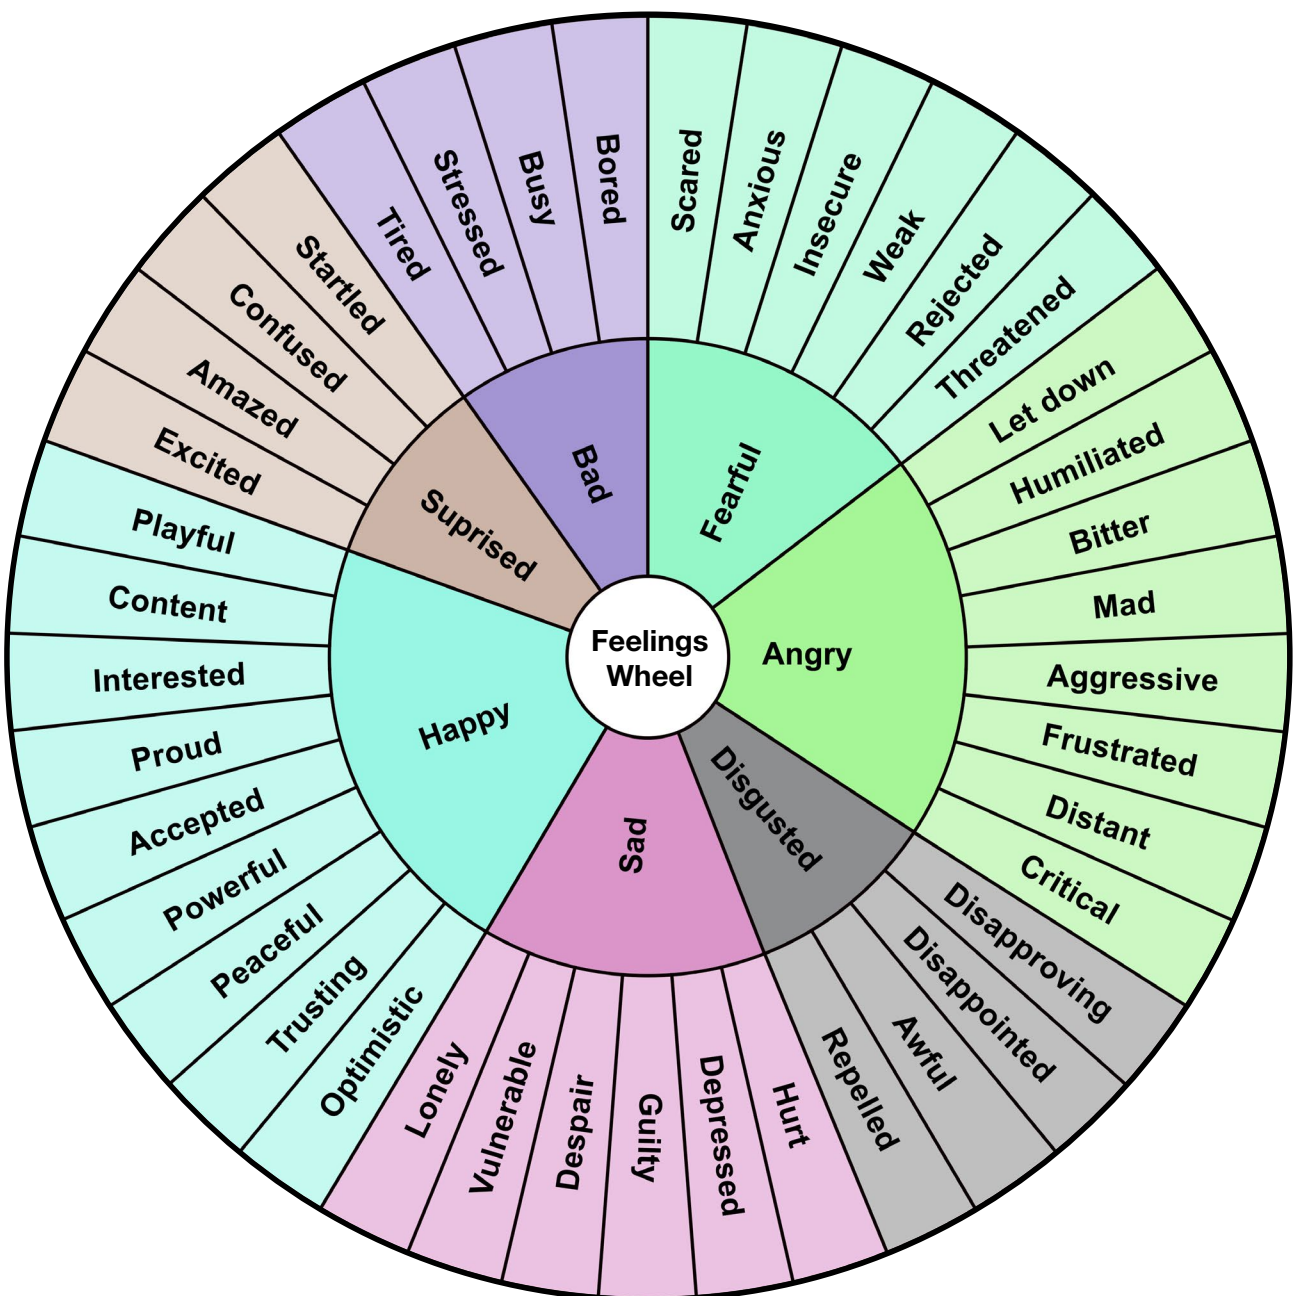 Feelings
Wheel
Fearful
Angry
Disgusted
Sad
Happy
Suprised
Bad
Scared
Anxious
Insecure
Weak
Rejected
Threatened
Let down
Humiliated
Bitter
Mad
Aggressive
Frustrated
Distant
Critical
Disapproving
Disappointed
Awful
Repelled
Hurt
Depressed
Guilty
Despair
Vulnerable
Lonely
Optimistic
Trusting
Peaceful
Powerful
Accepted
Proud
Interested
Content
Playful
Excited
Amazed
Confused
Startled
Tired
Stressed
Busy
Bored